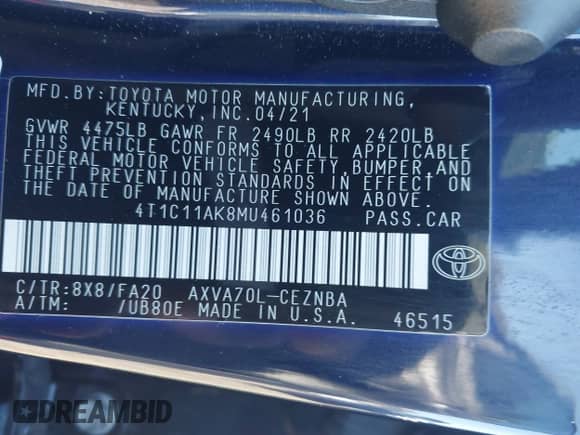 MFD.BY:TOYOTA MOTOR MANUFACTURING,
KENTUCKY,INC.04/21
GVWR 4475LB GAWR FR 2490LB RR 2420LB
THIS VEHICLE CONFORMS TO ALL APPLICABLE
FEDERAL MOTOR VEHICLE SAFETY,BUMPER,AND
THEFT PREVENTION STANDARDS IN EFFECT ON
THE DATE OF MANUFACTURE SHOWN ABOVE.
4T1C11AK8MU461036 PASS.CAR
C/TR:8X8/FA20 AXVA70L-CEZNBA
A/TM: /UB80E MADE IN U.S.A. 46515
DREAMBID